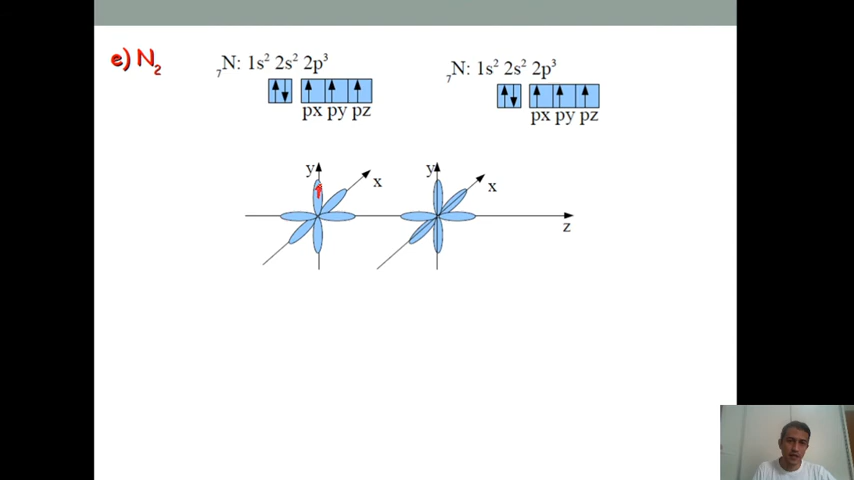 e) N₂
₇N: 1s² 2s² 2p³
px py pz
₇N: 1s² 2s² 2p³
px py pz
y
x
y
x
z